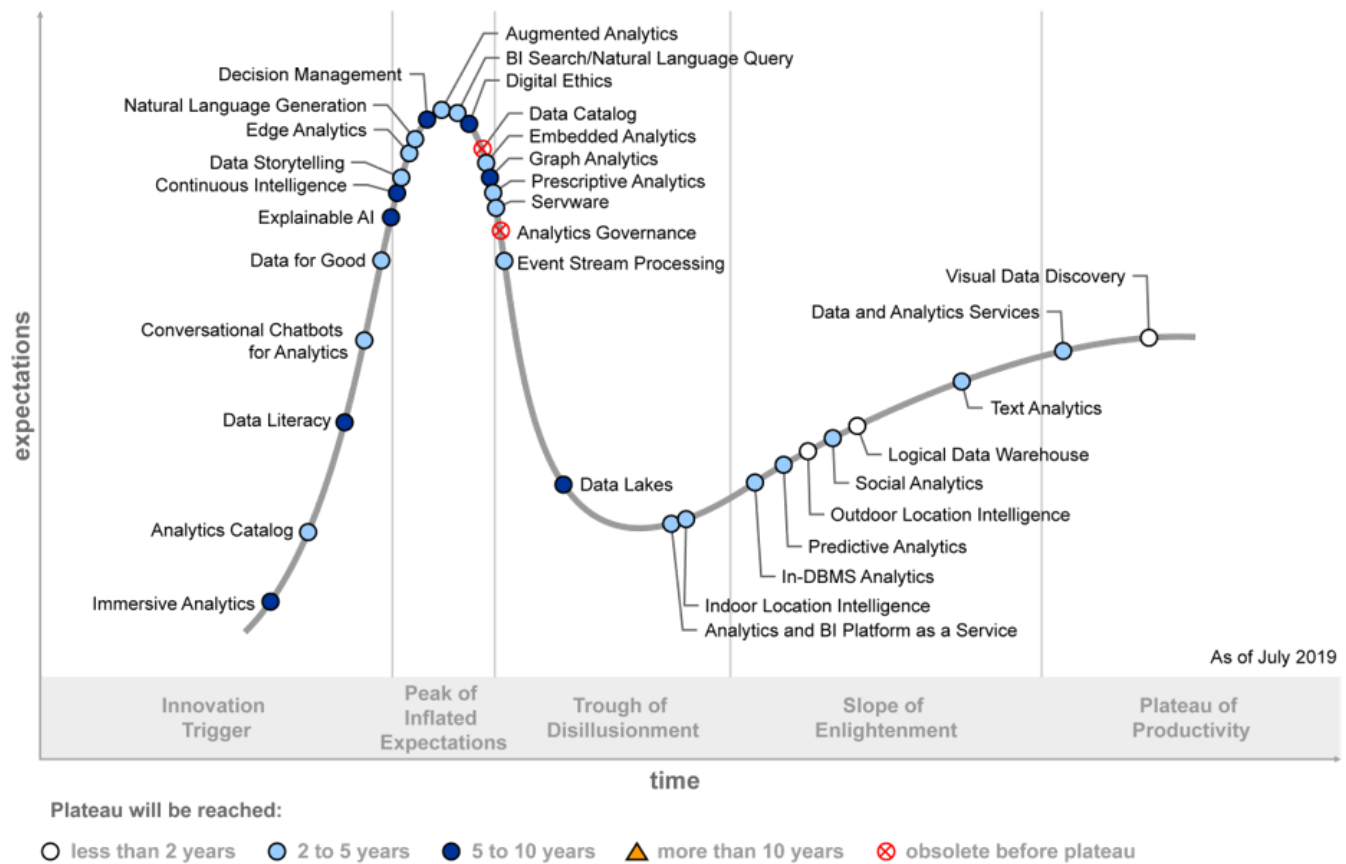 Augmented Analytics
BI Search/Natural Language Query
Decision Management
Digital Ethics
Natural Language Generation
Data Catalog
Edge Analytics
Embedded Analytics
Data Storytelling
Graph Analytics
Continuous Intelligence
Prescriptive Analytics
Servware
Explainable AI
Analytics Governance
Data for Good
Event Stream Processing
Visual Data Discovery
Data and Analytics Services
Conversational Chatbots
for Analytics
expectations
Text Analytics
Data Literacy
Logical Data Warehouse
Data Lakes
Social Analytics
Outdoor Location Intelligence
Analytics Catalog
Predictive Analytics
In-DBMS Analytics
Immersive Analytics
Indoor Location Intelligence
Analytics and BI Platform as a Service
As of July 2019
Innovation
Trigger
Peak of
Inflated
Expectations
Trough of
Disillusionment
Slope of
Enlightenment
Plateau of
Productivity
time
Plateau will be reached:
less than 2 years
2 to 5 years
5 to 10 years
more than 10 years
obsolete before plateau